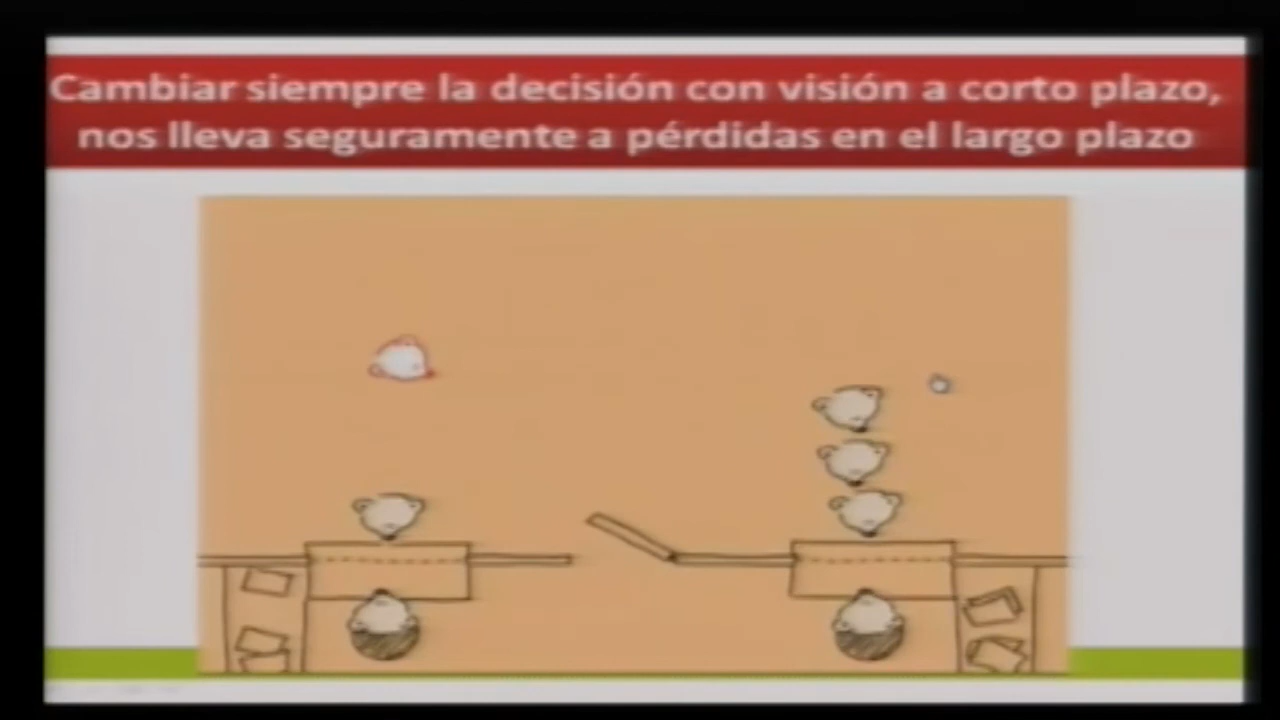 Cambiar siempre la decisión con visión a corto plazo,
nos lleva seguramente a pérdidas en el largo plazo